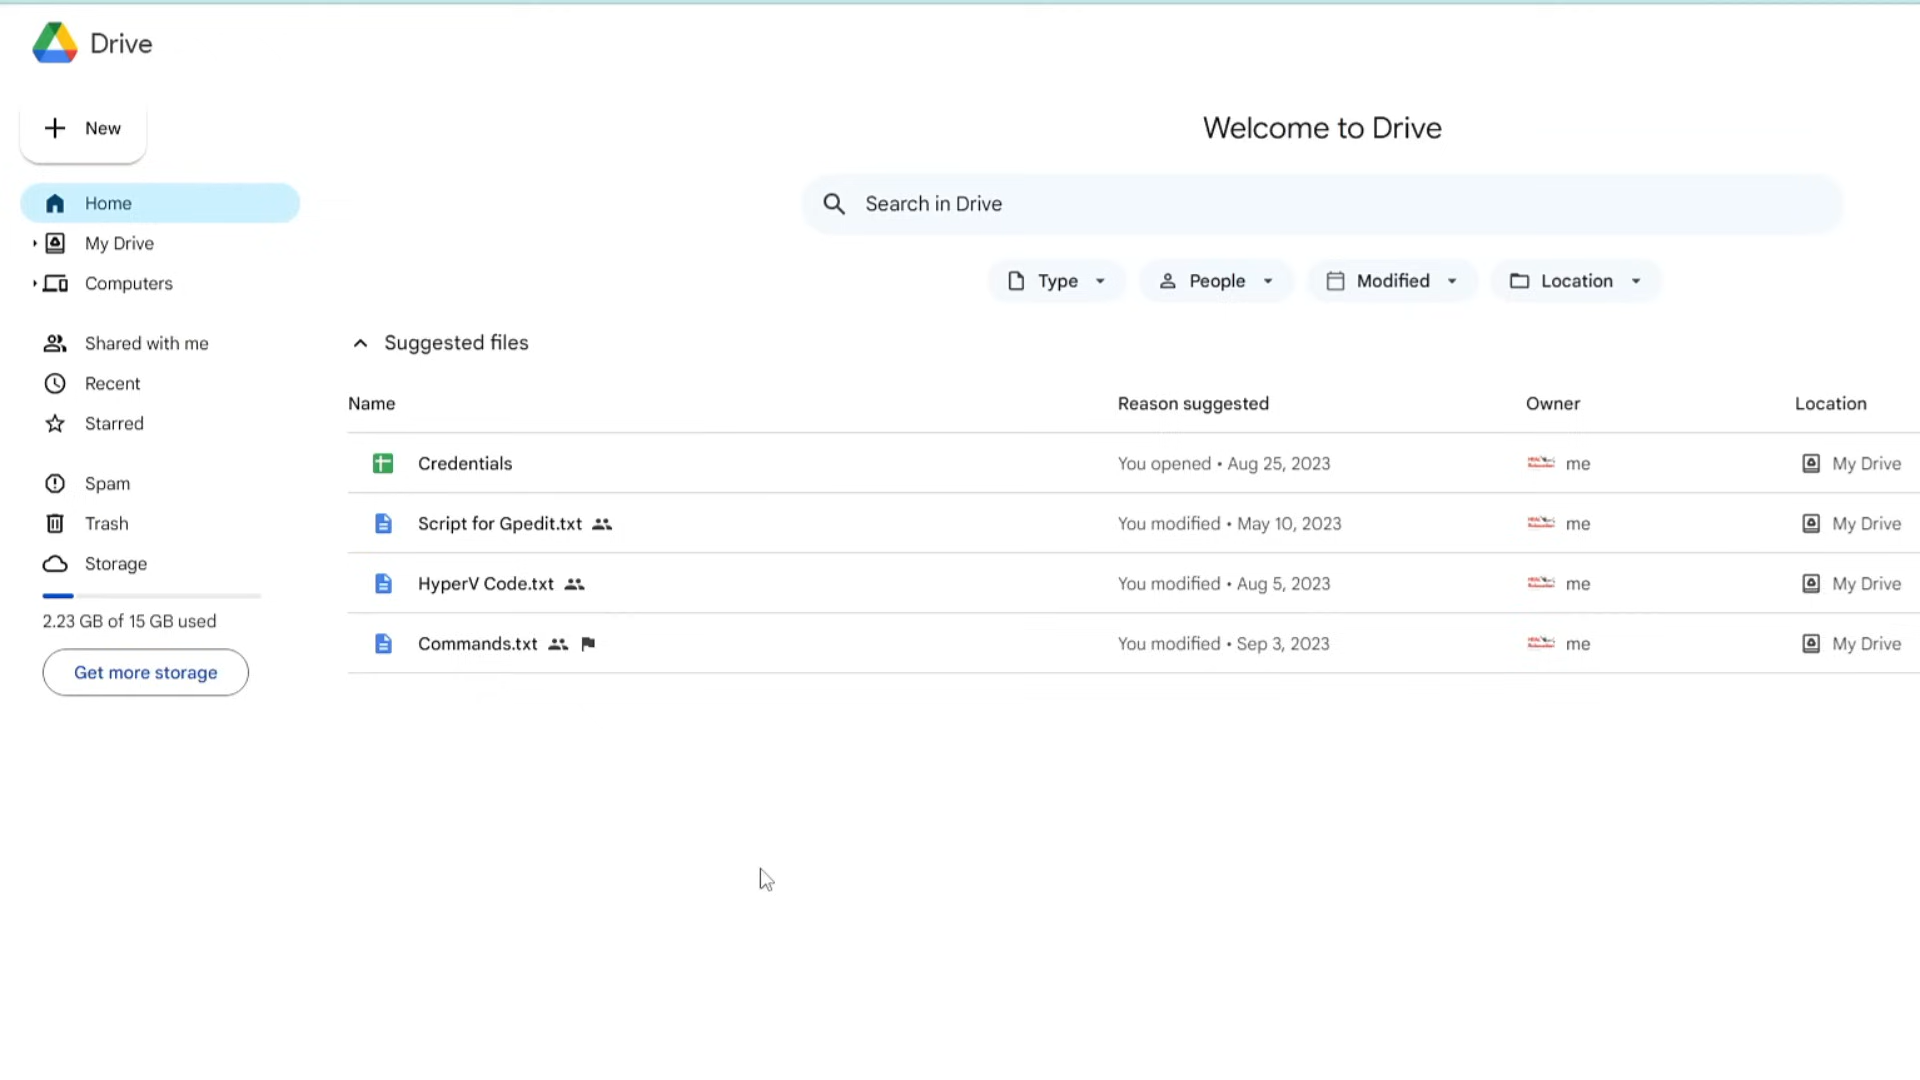 Drive
New
Welcome to Drive
Home
Search in Drive
My Drive
Computers
Type
People
Modified
Location
Shared with me
Suggested files
Recent
Starred
Name
Reason suggested
Owner
Location
Credentials
You opened • Aug 25, 2023
me
My Drive
Spam
Script for Gpedit.txt
You modified • May 10, 2023
me
My Drive
Trash
Storage
HyperV Code.txt
You modified • Aug 5, 2023
me
My Drive
2.23 GB of 15 GB used
Commands.txt
You modified • Sep 3, 2023
me
My Drive
Get more storage